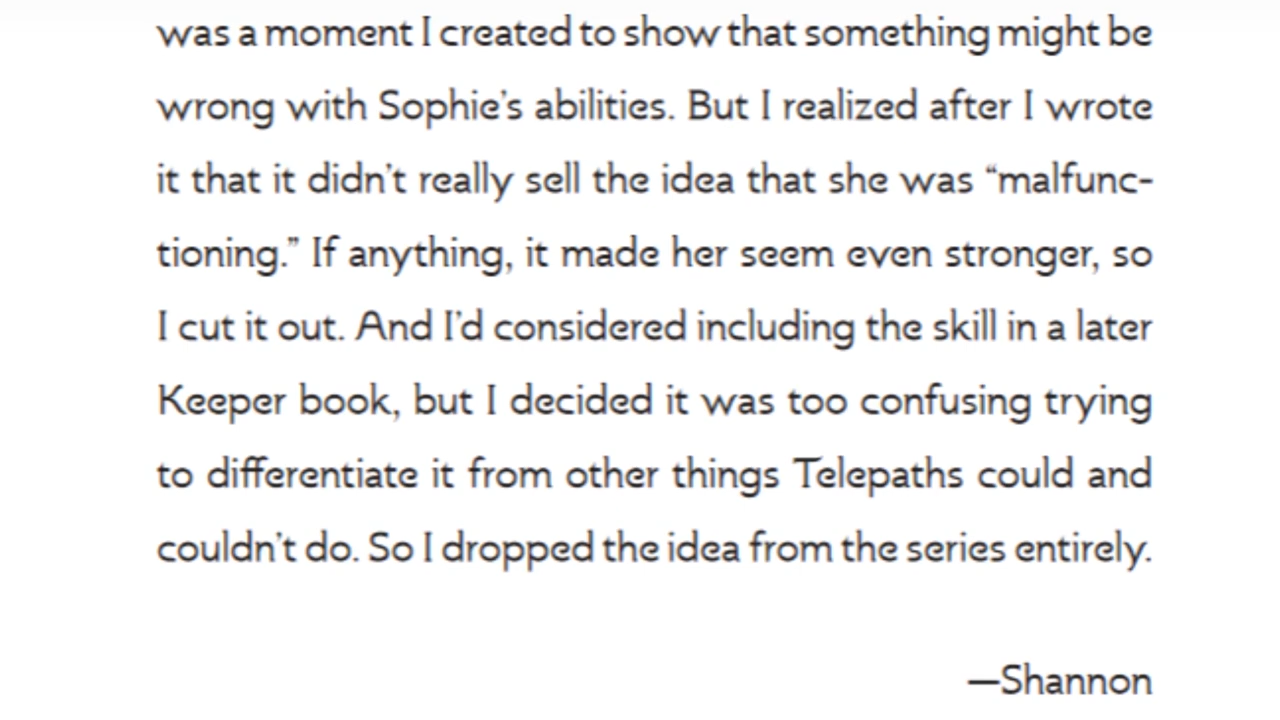 was a moment I created to show that something might be
wrong with Sophie’s abilities. But I realized after I wrote
it that it didn’t really sell the idea that she was “malfunc-
tioning.” If anything, it made her seem even stronger, so
I cut it out. And I’d considered including the skill in a later
Keeper book, but I decided it was too confusing trying
to differentiate it from other things Telepaths could and
couldn’t do. So I dropped the idea from the series entirely.
—Shannon